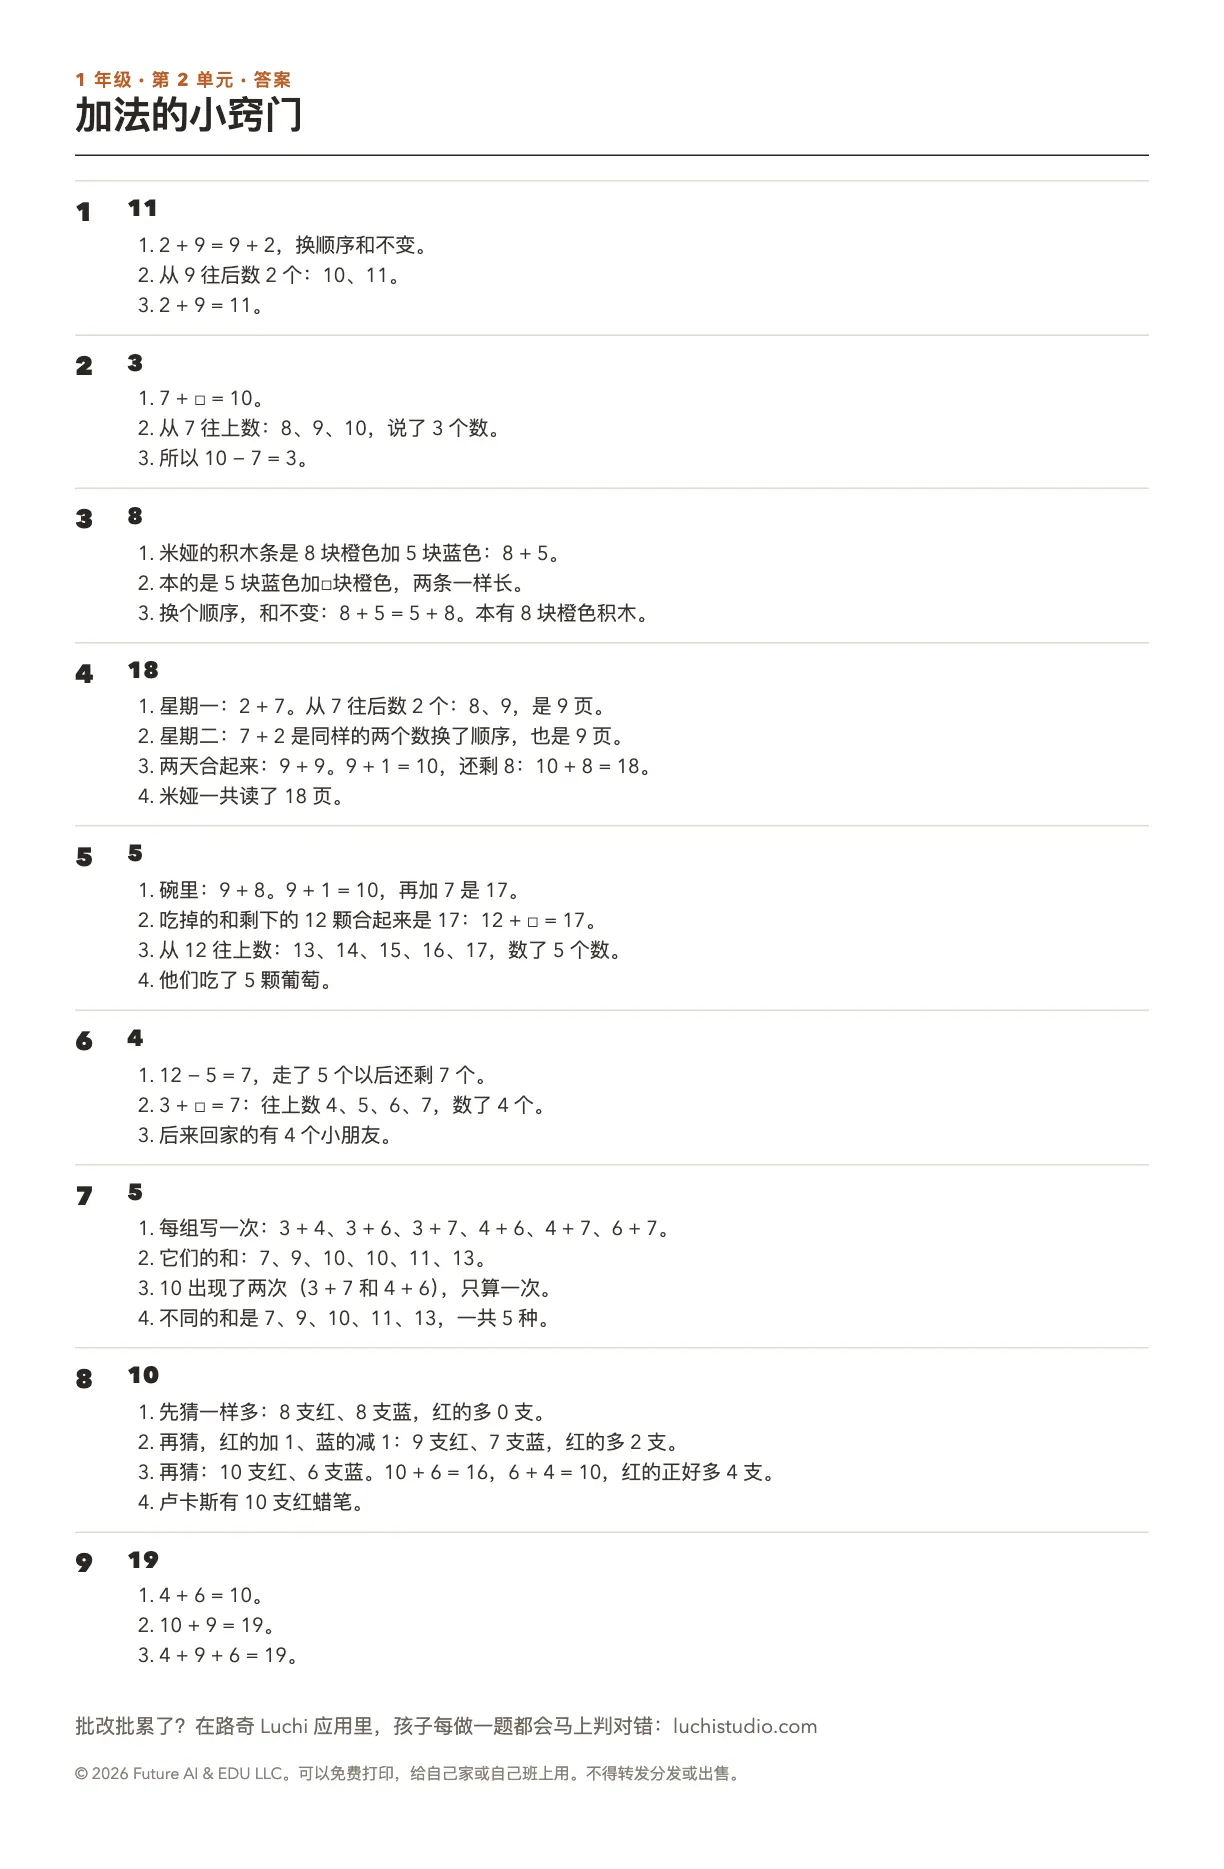 1 年级 · 第 2 单元 · 答案
加法的小窍门
1 11
1. 2 + 9 = 9 + 2，换顺序和不变。
2. 从 9 往后数 2 个：10、11。
3. 2 + 9 = 11。
2 3
1. 7 + □ = 10。
2. 从 7 往上数：8、9、10，说了 3 个数。
3. 所以 10 − 7 = 3。
3 8
1. 米娅的积木条是 8 块橙色加 5 块蓝色：8 + 5。
2. 本的是 5 块蓝色加□块橙色，两条一样长。
3. 换个顺序，和不变：8 + 5 = 5 + 8。本有 8 块橙色积木。
4 18
1. 星期一：2 + 7。从 7 往后数 2 个：8、9，是 9 页。
2. 星期二：7 + 2 是同样的两个数换了顺序，也是 9 页。
3. 两天合起来：9 + 9。9 + 1 = 10，还剩 8：10 + 8 = 18。
4. 米娅一共读了 18 页。
5 5
1. 碗里：9 + 8。9 + 1 = 10，再加 7 是 17。
2. 吃掉的和剩下的 12 颗合起来是 17：12 + □ = 17。
3. 从 12 往上数：13、14、15、16、17，数了 5 个数。
4. 他们吃了 5 颗葡萄。
6 4
1. 12 − 5 = 7，走了 5 个以后还剩 7 个。
2. 3 + □ = 7：往上数 4、5、6、7，数了 4 个。
3. 后来回家的有 4 个小朋友。
7 5
1. 每组写一次：3 + 4、3 + 6、3 + 7、4 + 6、4 + 7、6 + 7。
2. 它们的和：7、9、10、10、11、13。
3. 10 出现了两次（3 + 7 和 4 + 6），只算一次。
4. 不同的和是 7、9、10、11、13，一共 5 种。
8 10
1. 先猜一样多：8 支红、8 支蓝，红的多 0 支。
2. 再猜，红的加 1、蓝的减 1：9 支红、7 支蓝，红的多 2 支。
3. 再猜：10 支红、6 支蓝。10 + 6 = 16，6 + 4 = 10，红的正好多 4 支。
4. 卢卡斯有 10 支红蜡笔。
9 19
1. 4 + 6 = 10。
2. 10 + 9 = 19。
3. 4 + 9 + 6 = 19。
批改批累了？在路奇 Luchi 应用里，孩子每做一题都会马上判对错：luchistudio.com
© 2026 Future AI & EDU LLC。可以免费打印，给自己家或自己班上用。不得转发分发或出售。